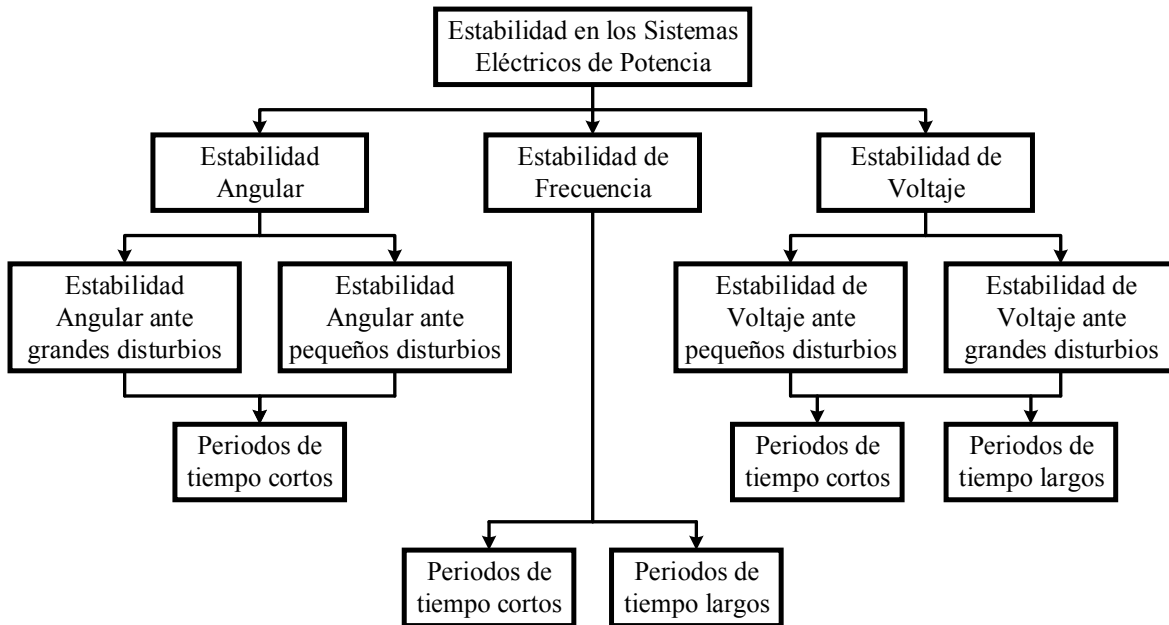 Estabilidad en los Sistemas
Eléctricos de Potencia
Estabilidad
Angular
Estabilidad de
Frecuencia
Estabilidad de
Voltaje
Estabilidad
Angular ante
grandes disturbios
Estabilidad
Angular ante
pequeños disturbios
Estabilidad de
Voltaje ante
pequeños disturbios
Estabilidad de
Voltaje ante
grandes disturbios
Periodos de
tiempo cortos
Periodos de
tiempo cortos
Periodos de
tiempo largos
Periodos de
tiempo cortos
Periodos de
tiempo largos